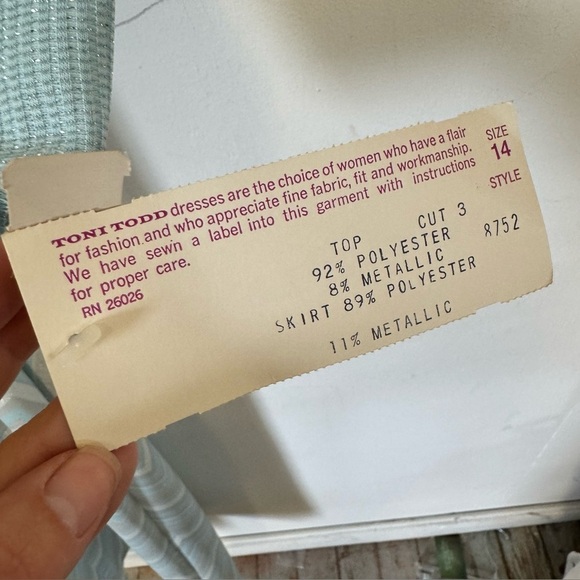 TONI TODD dresses are the choice of women who have a flair
for fashion and who appreciate fine fabric, fit and workmanship.
We have sewn a label into this garment with instructions
for proper care.
RN 26026
SIZE
14
STYLE
8752
TOP CUT 3
92% POLYESTER
8% METALLIC
SKIRT 89% POLYESTER
11% METALLIC